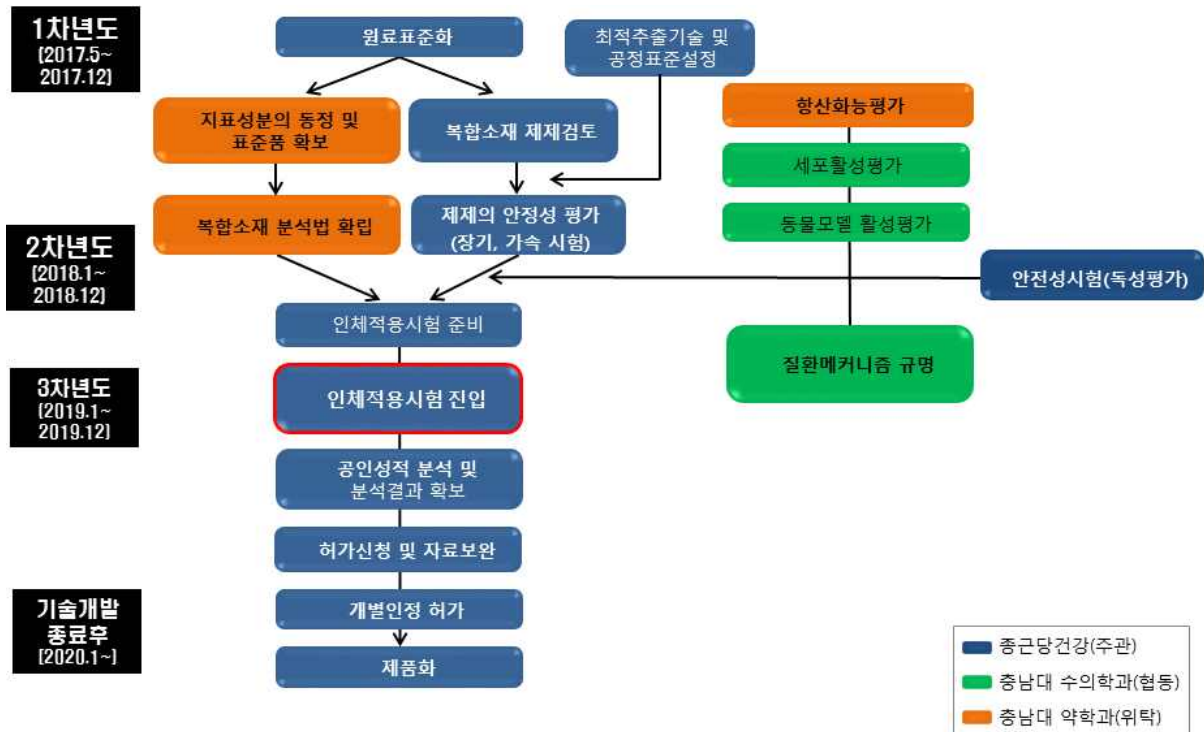 1차년도
(2017.5~
2017.12)
원료표준화
최적추출기술 및
공정표준설정
지표성분의 동정 및
표준품 확보
복합소재 제제검토
항산화능평가
세포활성평가
복합소재 분석법 확립
제제의 안정성 평가
(장기, 가속 시험)
동물모델 활성평가
2차년도
(2018.1~
2018.12)
안전성시험(독성평가)
인체적용시험 준비
질환메커니즘 규명
3차년도
(2019.1~
2019.12)
인체적용시험 진입
공인성적 분석 및
분석결과 확보
허가신청 및 자료보완
기술개발
종료후
(2020.1~)
개별인정 허가
제품화
종근당건강(주관)
충남대 수의학과(협동)
충남대 약학과(위탁)